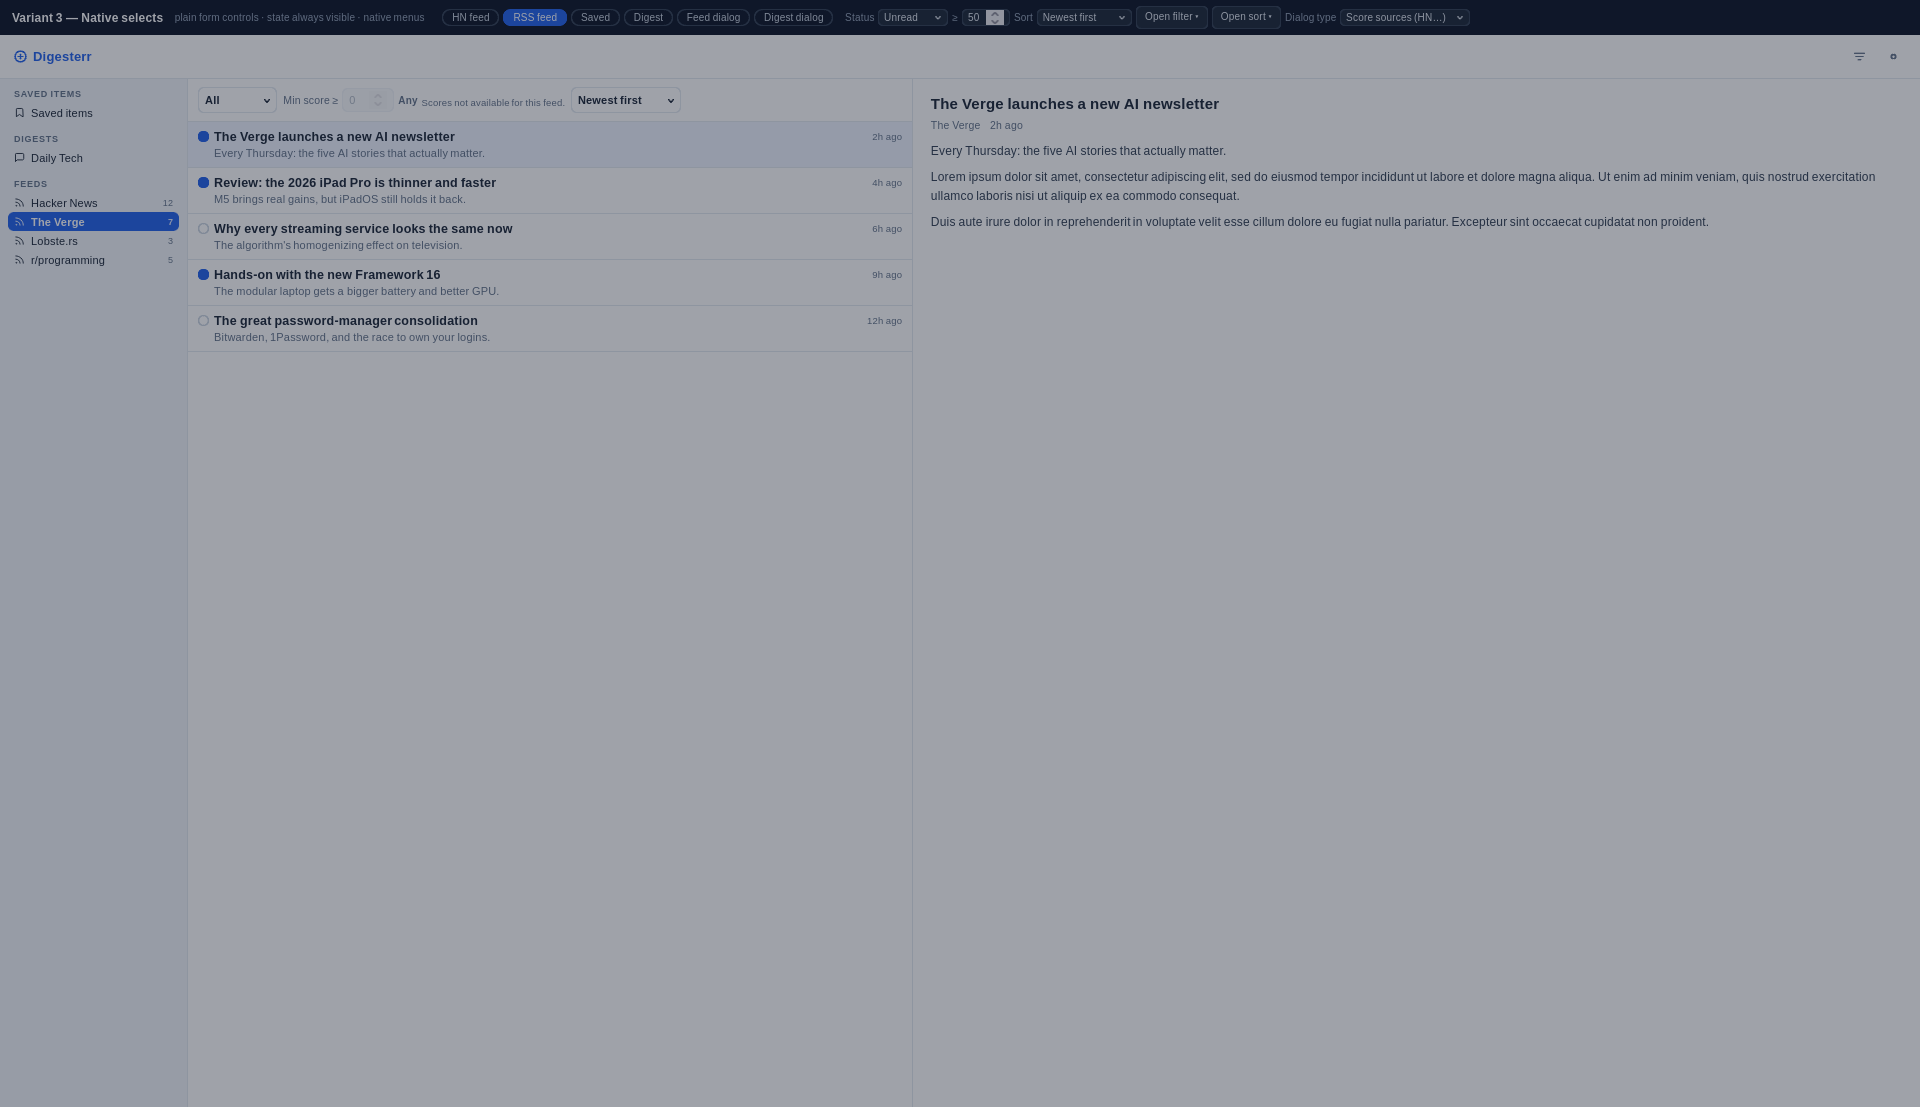 Variant 3 — Native selects plain form controls · state always visible · native menus HN feed RSS feed Saved Digest Feed dialog Digest dialog Status Unread ≥ 50 Sort Newest first Open filter ▾ Open sort ▾ Dialog type Score sources (HN…)
Digesterr
SAVED ITEMS
Saved items
DIGESTS
Daily Tech
FEEDS
Hacker News 12
The Verge 7
Lobste.rs 3
r/programming 5
All Min score ≥ 0 Any Scores not available for this feed. Newest first
The Verge launches a new AI newsletter 2h ago
Every Thursday: the five AI stories that actually matter.
Review: the 2026 iPad Pro is thinner and faster 4h ago
M5 brings real gains, but iPadOS still holds it back.
Why every streaming service looks the same now 6h ago
The algorithm's homogenizing effect on television.
Hands-on with the new Framework 16 9h ago
The modular laptop gets a bigger battery and better GPU.
The great password-manager consolidation 12h ago
Bitwarden, 1Password, and the race to own your logins.
The Verge launches a new AI newsletter
The Verge 2h ago
Every Thursday: the five AI stories that actually matter.
Lorem ipsum dolor sit amet, consectetur adipiscing elit, sed do eiusmod tempor incididunt ut labore et dolore magna aliqua. Ut enim ad minim veniam, quis nostrud exercitation
ullamco laboris nisi ut aliquip ex ea commodo consequat.
Duis aute irure dolor in reprehenderit in voluptate velit esse cillum dolore eu fugiat nulla pariatur. Excepteur sint occaecat cupidatat non proident.